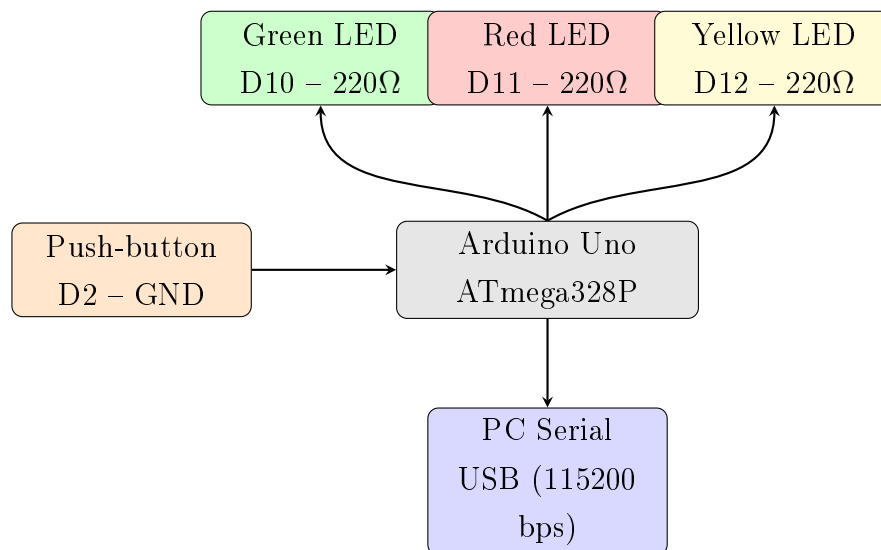 Green LED
D10 – 220Ω
Red LED
D11 – 220Ω
Yellow LED
D12 – 220Ω
Push-button
D2 – GND
Arduino Uno
ATmega328P
PC Serial
USB (115200
bps)